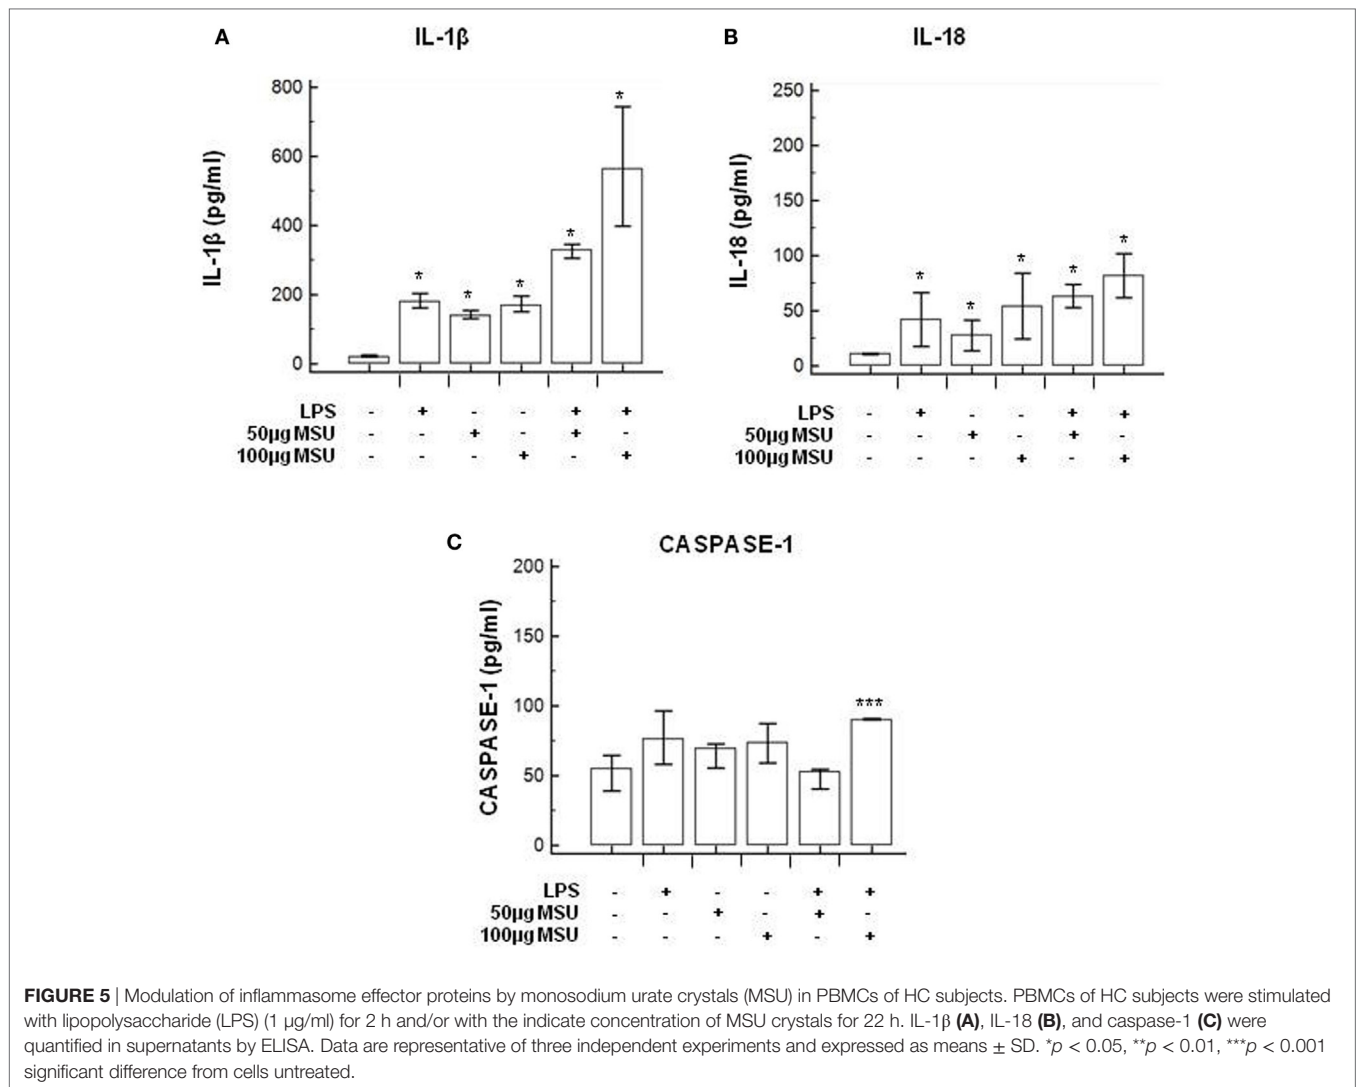 A IL-1β
IL-1β (pg/ml)
800
600
400
200
0
* * * * *
LPS - + - - + +
50µg MSU - - + - + -
100µg MSU - - - + - +
B IL-18
IL-18 (pg/ml)
250
200
150
100
50
0
* * * * *
LPS - + - - + +
50µg MSU - - + - + -
100µg MSU - - - + - +
C CASPASE-1
CASPASE-1 (pg/ml)
200
150
100
50
0
***
LPS - + - - + +
50µg MSU - - + - + -
100µg MSU - - - + - +
FIGURE 5 | Modulation of inflammasome effector proteins by monosodium urate crystals (MSU) in PBMCs of HC subjects. PBMCs of HC subjects were stimulated
with lipopolysaccharide (LPS) (1 µg/ml) for 2 h and/or with the indicate concentration of MSU crystals for 22 h. IL-1β (A), IL-18 (B), and caspase-1 (C) were
quantified in supernatants by ELISA. Data are representative of three independent experiments and expressed as means ± SD. *p < 0.05, **p < 0.01, ***p < 0.001
significant difference from cells untreated.